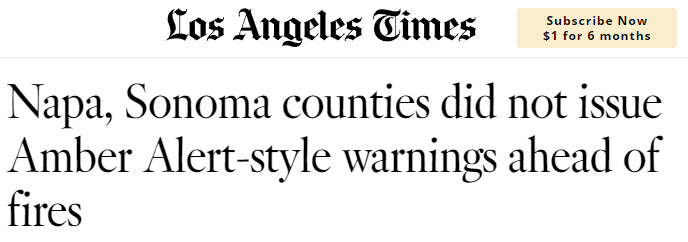 Los Angeles Times
Subscribe Now
$1 for 6 months
Napa, Sonoma counties did not issue
Amber Alert-style warnings ahead of
fires